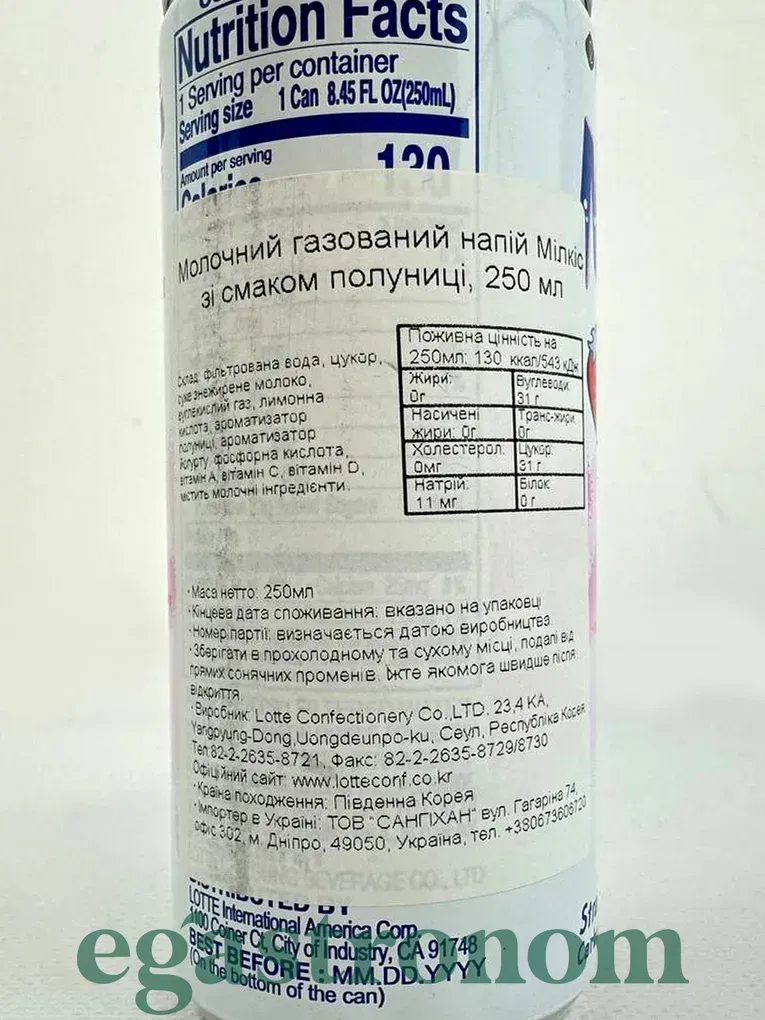 Nutrition Facts
1 Serving per container
Serving size 1 Can 8.45 FL OZ(250mL)
Amount per serving
Calories 130
Молочний газований напій Мілкіс
зі смаком полуниці, 250 мл
Склад: фільтрована вода, цукор,
сухе знежирене молоко,
вуглекислий газ, лимонна
кислота, ароматизатор
полуниці, ароматизатор
йогурту, фосфорна кислота,
вітамін А, вітамін С, вітамін D,
містить молочні інгредієнти.
Поживна цінність на
250мл: 130 ккал/543 кДж
Жири: 0г Вуглеводи: 31 г
Насичені жири: 0г Транс-жири: 0г
Холестерол: 0мг Цукор: 31 г
Натрій: 11 мг Білок: 0 г
·Маса нетто: 250мл
·Кінцева дата споживання: вказано на упаковці
·Номер партії: визначається датою виробництва
·Зберігати в прохолодному та сухому місці, подалі від
прямих сонячних променів. Їжте якомога швидше після
відкриття.
·Виробник: Lotte Confectionery Co.,LTD. 23,4 KA,
Yangpyung-Dong,Uongdeunpo-ku, Сеул, Республіка Корея.
Тел:82-2-2635-8721, Факс: 82-2-2635-8729/8730
Офіційний сайт: www.lotteconf.co.kr
·Країна походження: Південна Корея
·Імпортер в Україні: ТОВ "САНГІХАН" вул. Гагаріна 74,
офіс 302, м. Дніпро, 49050, Україна, тел. +380673606720
BEVERAGE CO., LTD
DISTRIBUTED BY
LOTTE International America Corp.
1100 Coiner Ct, City of Industry, CA 91748
BEST BEFORE : MM.DD.YYYY
(On the bottom of the can)
egastronom